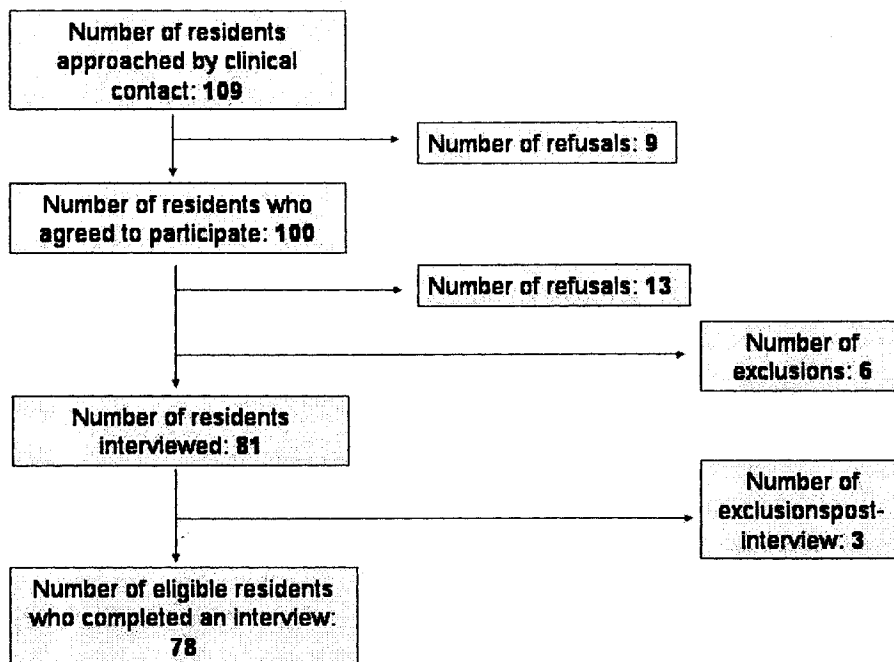 Number of residents
approached by clinical
contact: 109
Number of refusals: 9
Number of residents who
agreed to participate: 100
Number of refusals: 13
Number of
exclusions: 6
Number of residents
interviewed: 81
Number of
exclusionspost-
interview: 3
Number of eligible residents
who completed an interview:
78